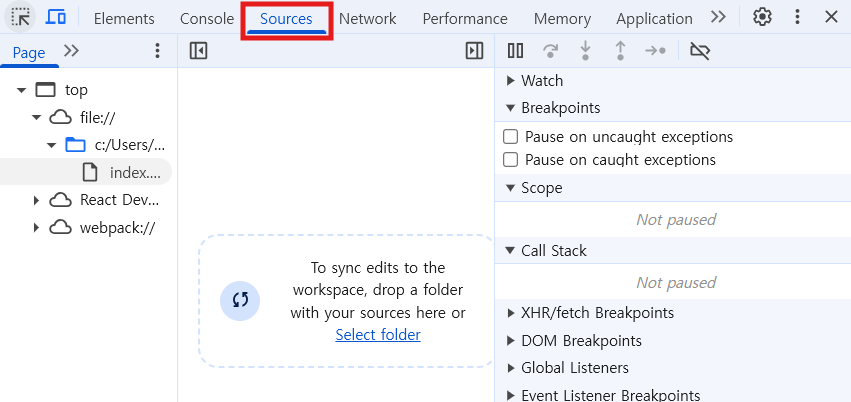 Elements Console Sources Network Performance Memory Application
Page
top
file://
c:/Users/...
index....
React Dev...
webpack://
To sync edits to the
workspace, drop a folder
with your sources here or
Select folder
Watch
Breakpoints
Pause on uncaught exceptions
Pause on caught exceptions
Scope
Not paused
Call Stack
Not paused
XHR/fetch Breakpoints
DOM Breakpoints
Global Listeners
Event Listener Breakpoints